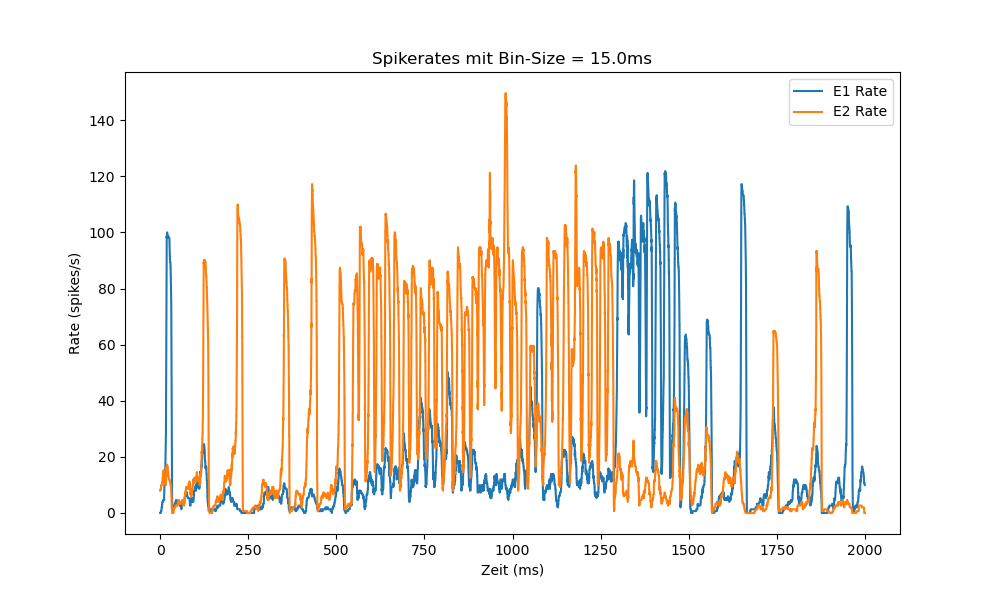 Spikerates mit Bin-Size = 15.0ms
E1 Rate
E2 Rate
Rate (spikes/s)
140
120
100
80
60
40
20
0
0 250 500 750 1000 1250 1500 1750 2000
Zeit (ms)